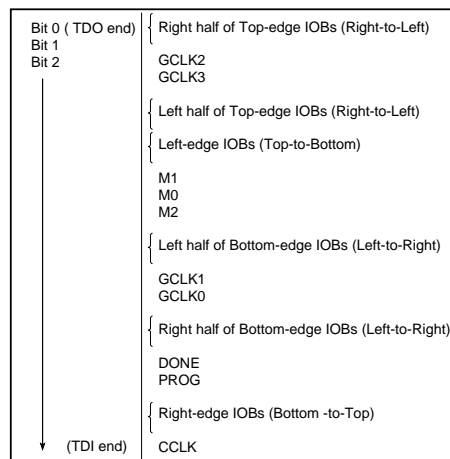 Bit 0 ( TDO end)
Bit 1
Bit 2
Right half of Top-edge IOBs (Right-to-Left)
GCLK2
GCLK3
Left half of Top-edge IOBs (Right-to-Left)
Left-edge IOBs (Top-to-Bottom)
M1
M0
M2
Left half of Bottom-edge IOBs (Left-to-Right)
GCLK1
GCLK0
Right half of Bottom-edge IOBs (Left-to-Right)
DONE
PROG
Right-edge IOBs (Bottom -to-Top)
(TDI end)
CCLK